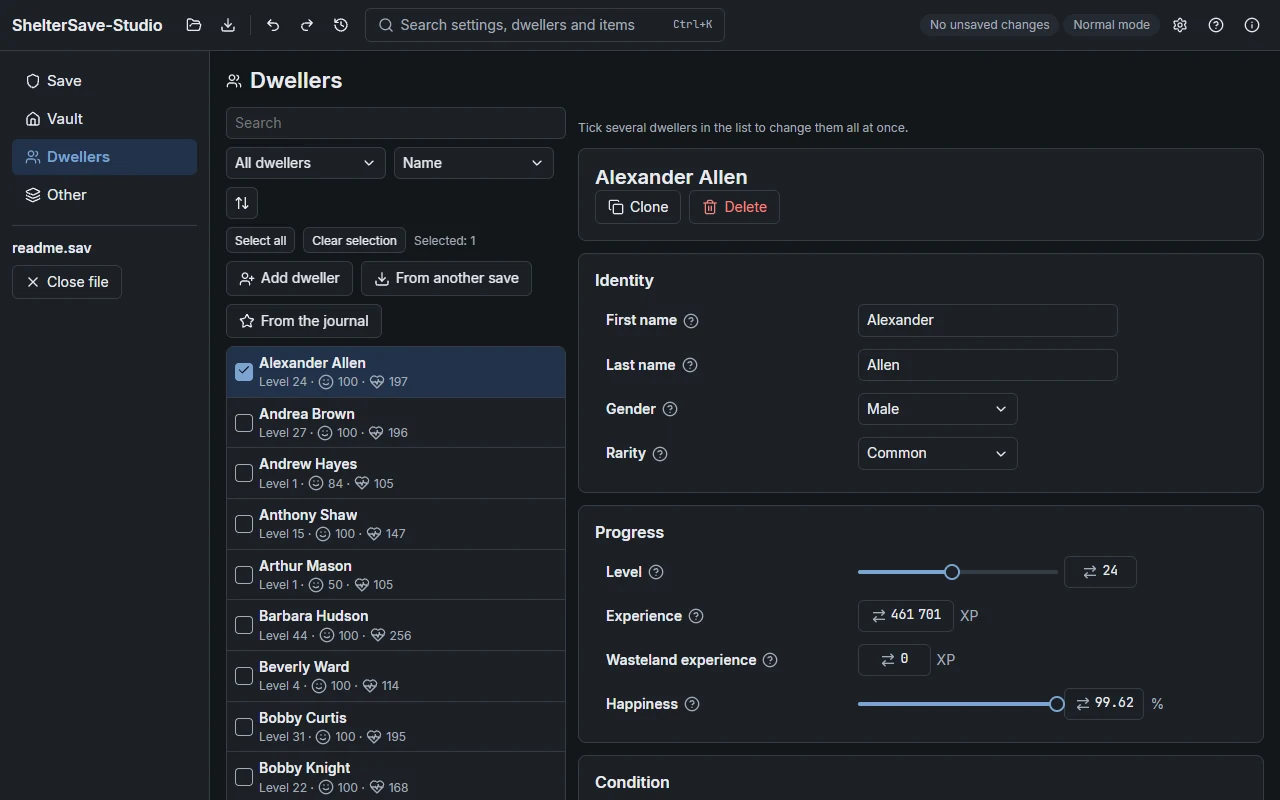 ShelterSave-Studio
Search settings, dwellers and items Ctrl+K
No unsaved changes
Normal mode
Save
Vault
Dwellers
Other
readme.sav
Close file
Dwellers
Search
All dwellers
Name
Select all
Clear selection
Selected: 1
Add dweller
From another save
From the journal
Alexander Allen
Level 24 · 100 · 197
Andrea Brown
Level 27 · 100 · 196
Andrew Hayes
Level 1 · 84 · 105
Anthony Shaw
Level 15 · 100 · 147
Arthur Mason
Level 1 · 50 · 105
Barbara Hudson
Level 44 · 100 · 256
Beverly Ward
Level 4 · 100 · 114
Bobby Curtis
Level 31 · 100 · 195
Bobby Knight
Level 22 · 100 · 168
Tick several dwellers in the list to change them all at once.
Alexander Allen
Clone
Delete
Identity
First name
Alexander
Last name
Allen
Gender
Male
Rarity
Common
Progress
Level
24
Experience
461 701 XP
Wasteland experience
0 XP
Happiness
99.62 %
Condition